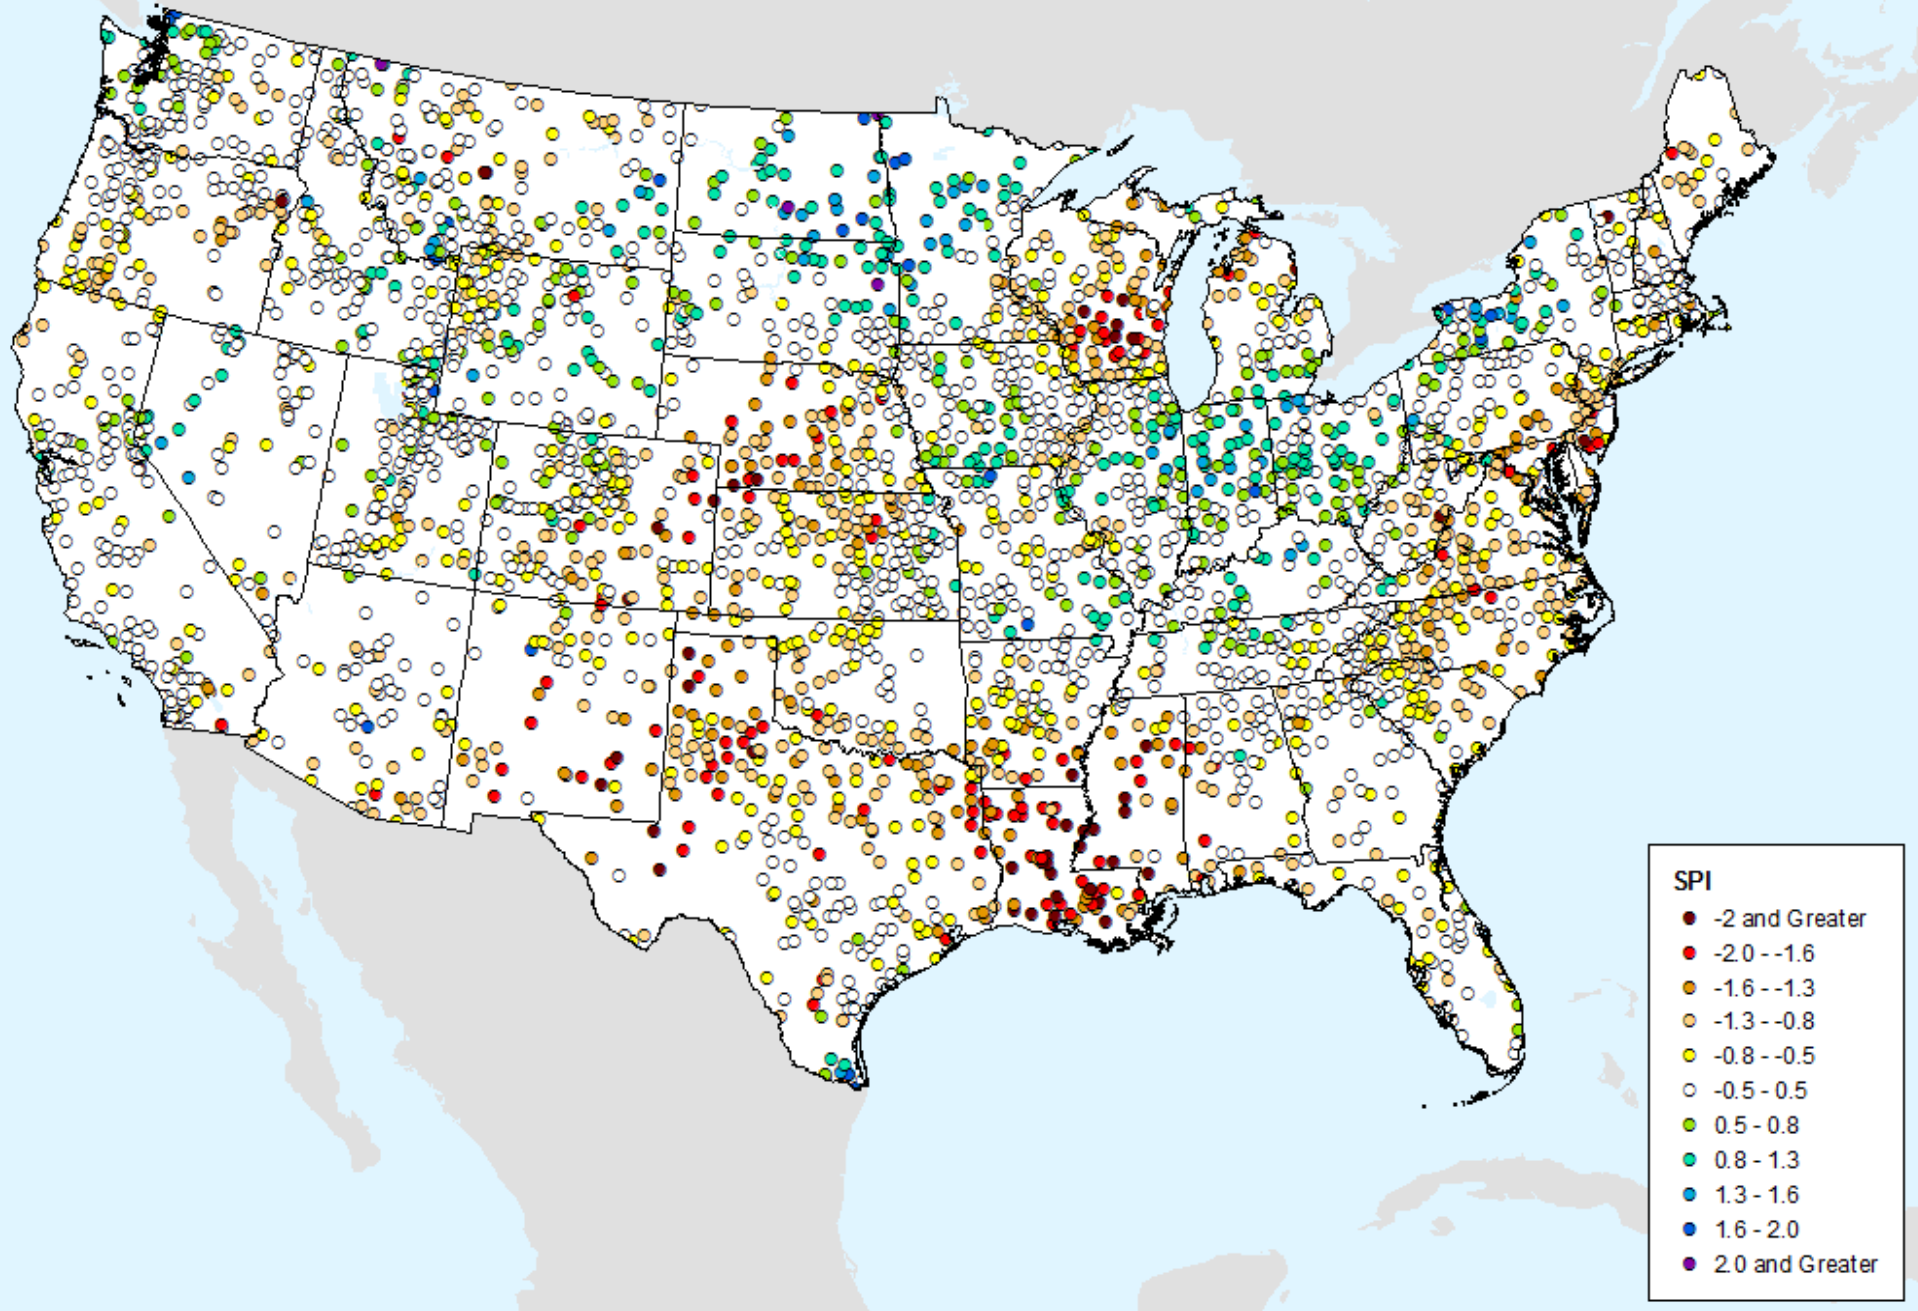 SPI
-2 and Greater
-2.0 - -1.6
-1.6 - -1.3
-1.3 - -0.8
-0.8 - -0.5
-0.5 - 0.5
0.5 - 0.8
0.8 - 1.3
1.3 - 1.6
1.6 - 2.0
2.0 and Greater